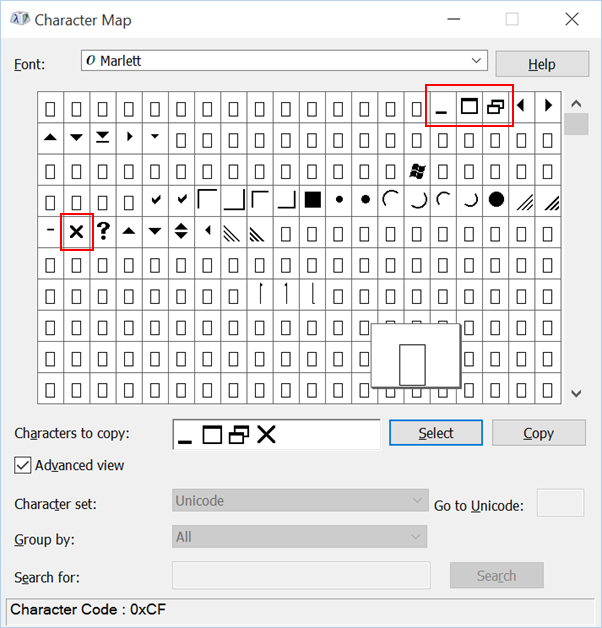 Character Map
Font: O Marlett Help
?
Characters to copy: Select Copy
Advanced view
Character set: Unicode Go to Unicode:
Group by: All
Search for: Search
Character Code : 0xCF